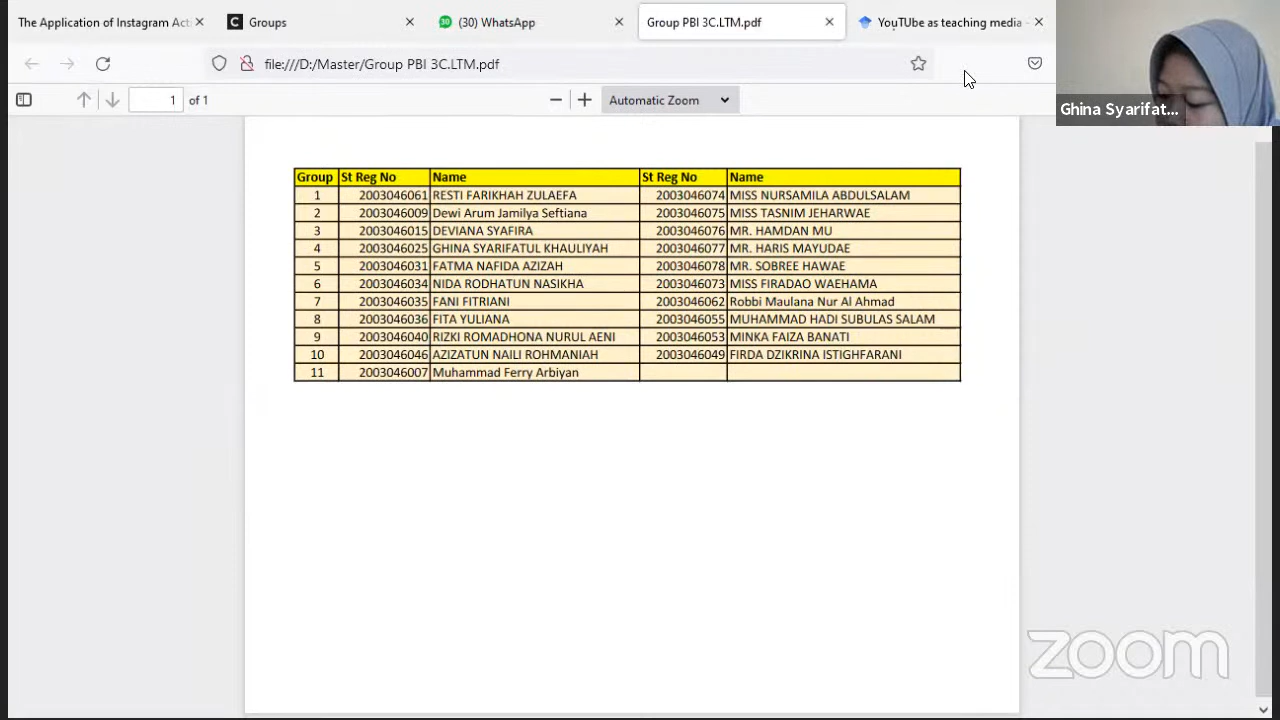 The Application of Instagram Act
Groups
(30) WhatsApp
Group PBI 3C.LTM.pdf
YouTUbe as teaching media -
file:///D:/Master/Group PBI 3C.LTM.pdf
1 of 1
Automatic Zoom
Ghina Syarifat...
Group St Reg No Name St Reg No Name
1 2003046061 RESTI FARIKHAH ZULAEFA 2003046074 MISS NURSAMILA ABDULSALAM
2 2003046009 Dewi Arum Jamilya Seftiana 2003046075 MISS TASNIM JEHARWAE
3 2003046015 DEVIANA SYAFIRA 2003046076 MR. HAMDAN MU
4 2003046025 GHINA SYARIFATUL KHAULIYAH 2003046077 MR. HARIS MAYUDAE
5 2003046031 FATMA NAFIDA AZIZAH 2003046078 MR. SOBREE HAWAE
6 2003046034 NIDA RODHATUN NASIKHA 2003046073 MISS FIRADAO WAEHAMA
7 2003046035 FANI FITRIANI 2003046062 Robbi Maulana Nur Al Ahmad
8 2003046036 FITA YULIANA 2003046055 MUHAMMAD HADI SUBULAS SALAM
9 2003046040 RIZKI ROMADHONA NURUL AENI 2003046053 MINKA FAIZA BANATI
10 2003046046 AZIZATUN NAILI ROHMANIAH 2003046049 FIRDA DZIKRINA ISTIGHFARANI
11 2003046007 Muhammad Ferry Arbiyan
zoom